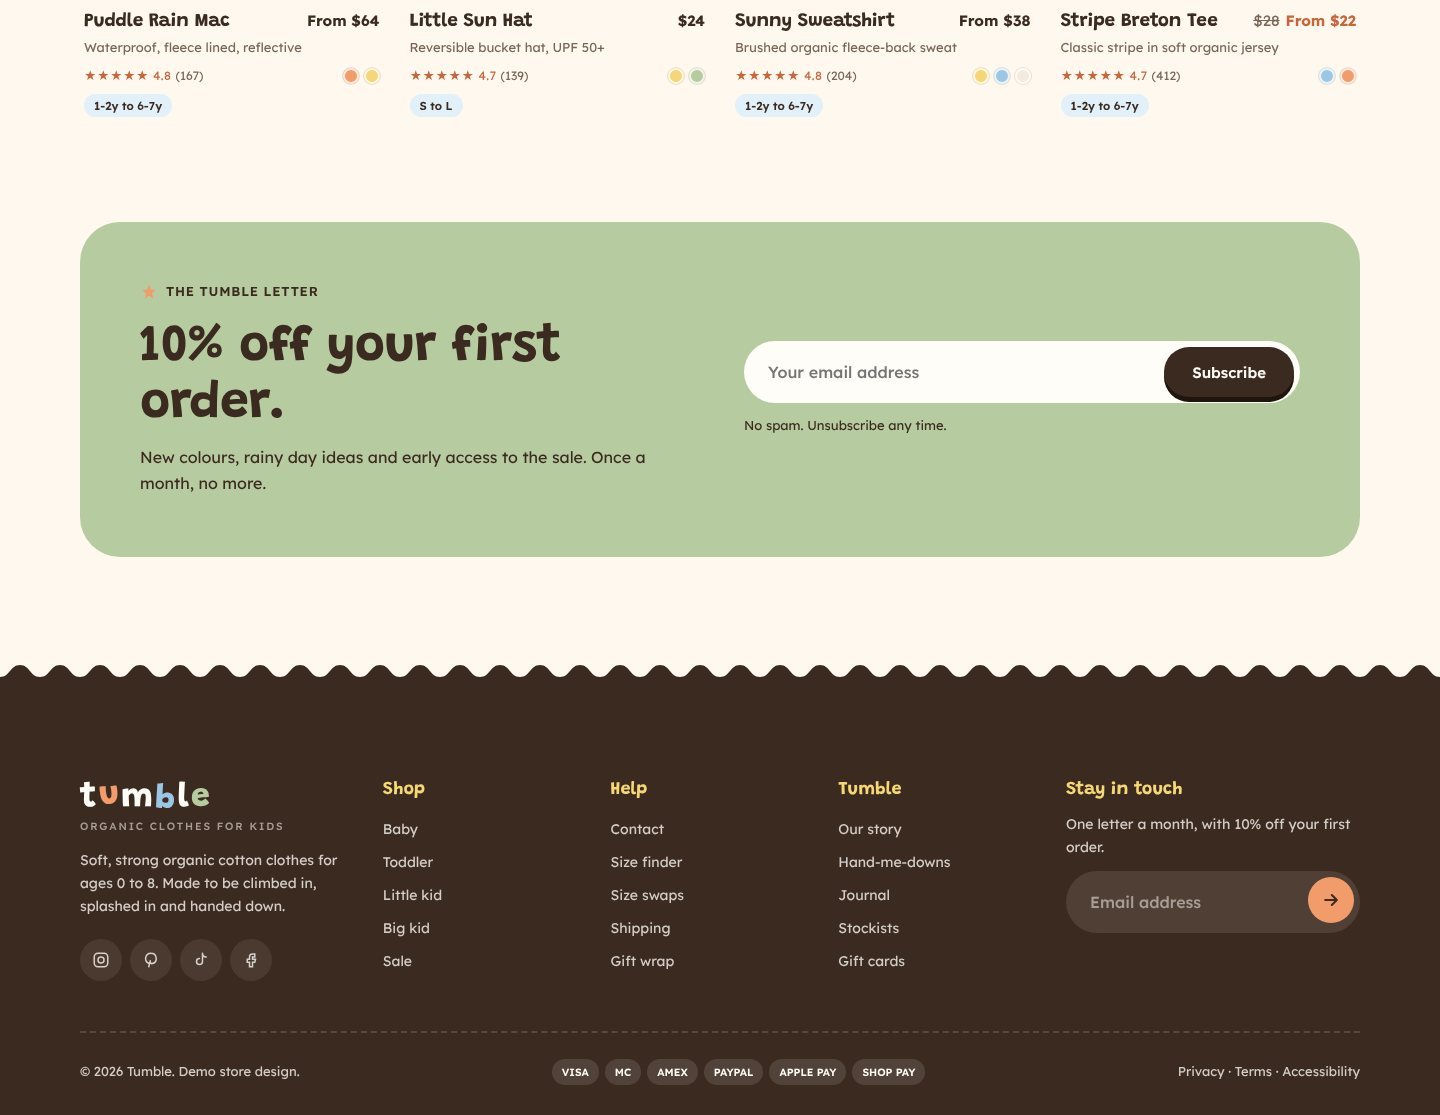 Puddle Rain Mac From $64
Waterproof, fleece lined, reflective
★★★★★ 4.8 (167)
1-2y to 6-7y
Little Sun Hat $24
Reversible bucket hat, UPF 50+
★★★★★ 4.7 (139)
S to L
Sunny Sweatshirt From $38
Brushed organic fleece-back sweat
★★★★★ 4.8 (204)
1-2y to 6-7y
Stripe Breton Tee $28 From $22
Classic stripe in soft organic jersey
★★★★★ 4.7 (412)
1-2y to 6-7y
THE TUMBLE LETTER
10% off your first
order.
New colours, rainy day ideas and early access to the sale. Once a
month, no more.
Your email address
Subscribe
No spam. Unsubscribe any time.
tumble
ORGANIC CLOTHES FOR KIDS
Soft, strong organic cotton clothes for
ages 0 to 8. Made to be climbed in,
splashed in and handed down.
Shop
Baby
Toddler
Little kid
Big kid
Sale
Help
Contact
Size finder
Size swaps
Shipping
Gift wrap
Tumble
Our story
Hand-me-downs
Journal
Stockists
Gift cards
Stay in touch
One letter a month, with 10% off your first
order.
Email address
© 2026 Tumble. Demo store design.
VISA MC AMEX PAYPAL APPLE PAY SHOP PAY
Privacy · Terms · Accessibility